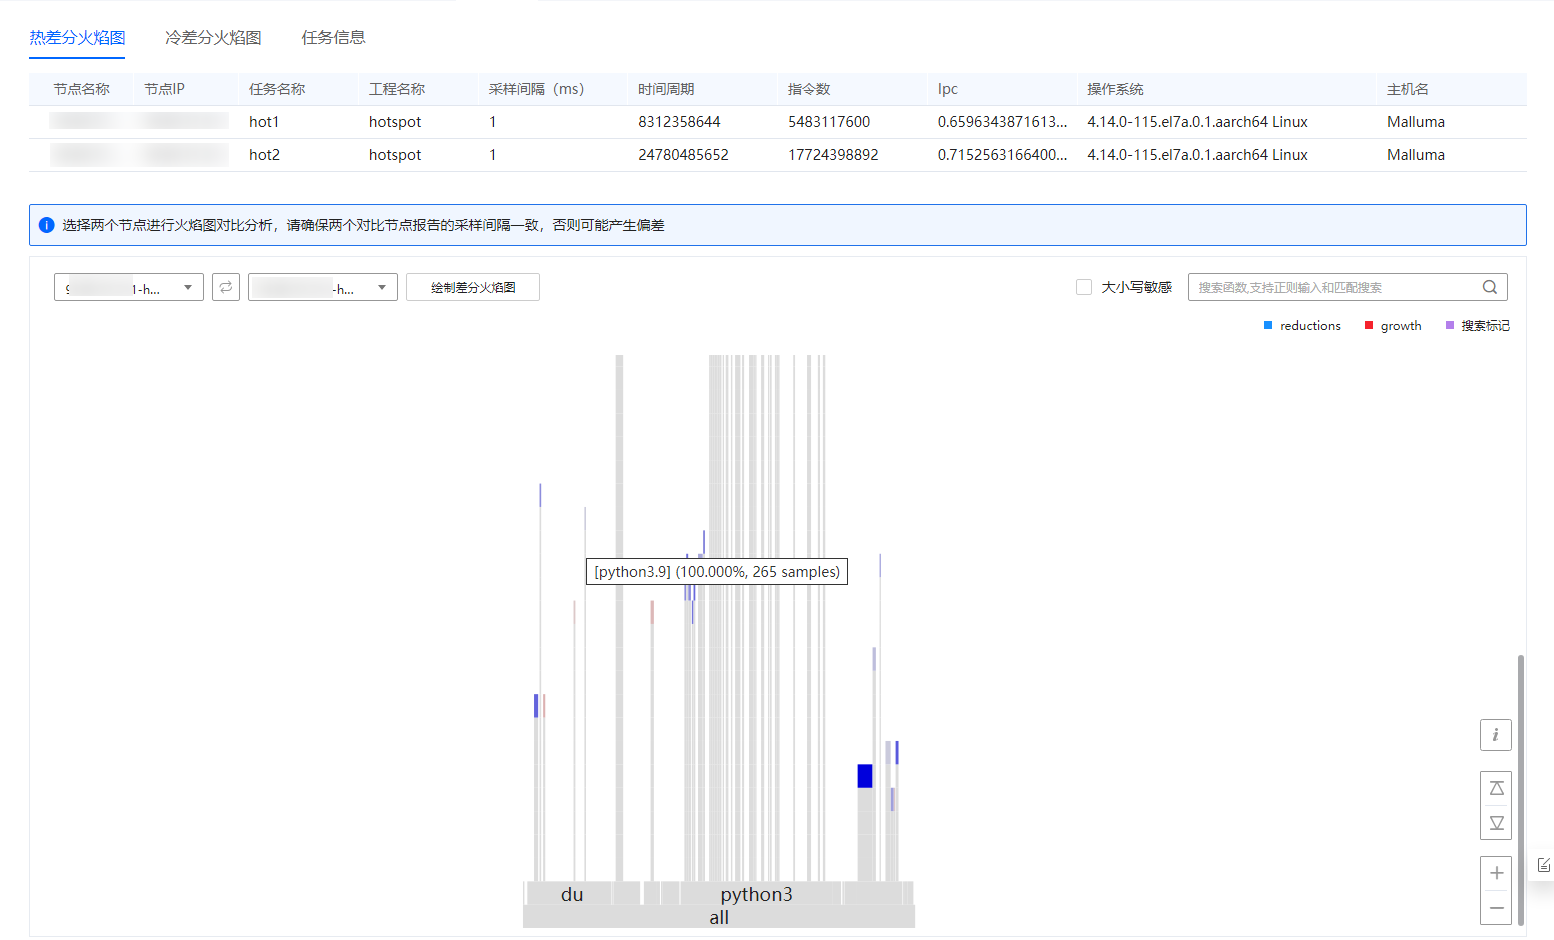 热差分火焰图 冷差分火焰图 任务信息
节点名称 节点IP 任务名称 工程名称 采样间隔（ms） 时间周期 指令数 Ipc 操作系统 主机名
hot1 hotspot 1 8312358644 5483117600 0.6596343871613... 4.14.0-115.el7a.0.1.aarch64 Linux Malluma
hot2 hotspot 1 24780485652 17724398892 0.7152563166400... 4.14.0-115.el7a.0.1.aarch64 Linux Malluma
选择两个节点进行火焰图对比分析，请确保两个对比节点报告的采样间隔一致，否则可能产生偏差
1-h... -h... 绘制差分火焰图 大小写敏感 搜索函数,支持正则输入和匹配搜索
reductions growth 搜索标记
[python3.9] (100.000%, 265 samples)
du python3
all